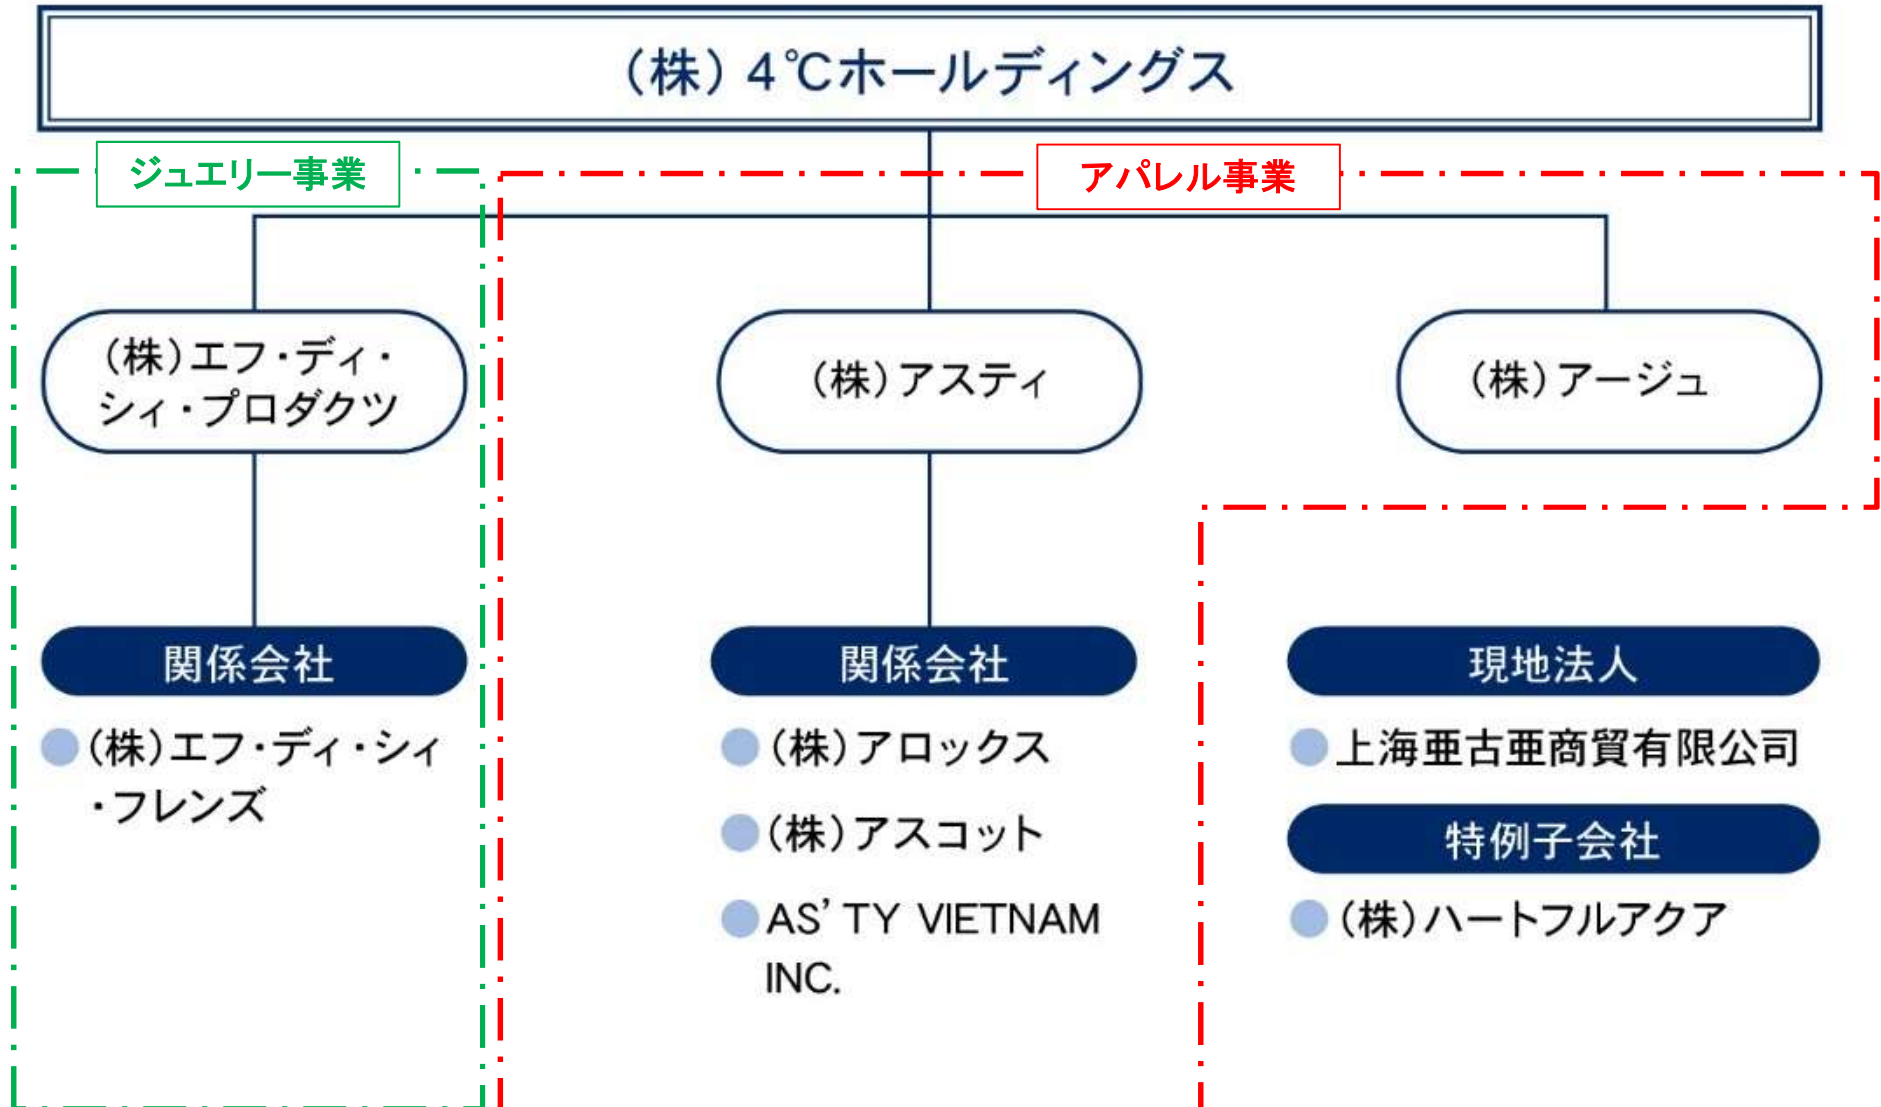 （株）4℃ホールディングス
ジュエリー事業
アパレル事業
（株）エフ・ディ・
シィ・プロダクツ
（株）アスティ
（株）アージュ
関係会社
（株）エフ・ディ・シィ
・フレンズ
関係会社
（株）アロックス
（株）アスコット
AS’TY VIETNAM
INC.
現地法人
上海亜古亜商貿有限公司
特例子会社
（株）ハートフルアクア